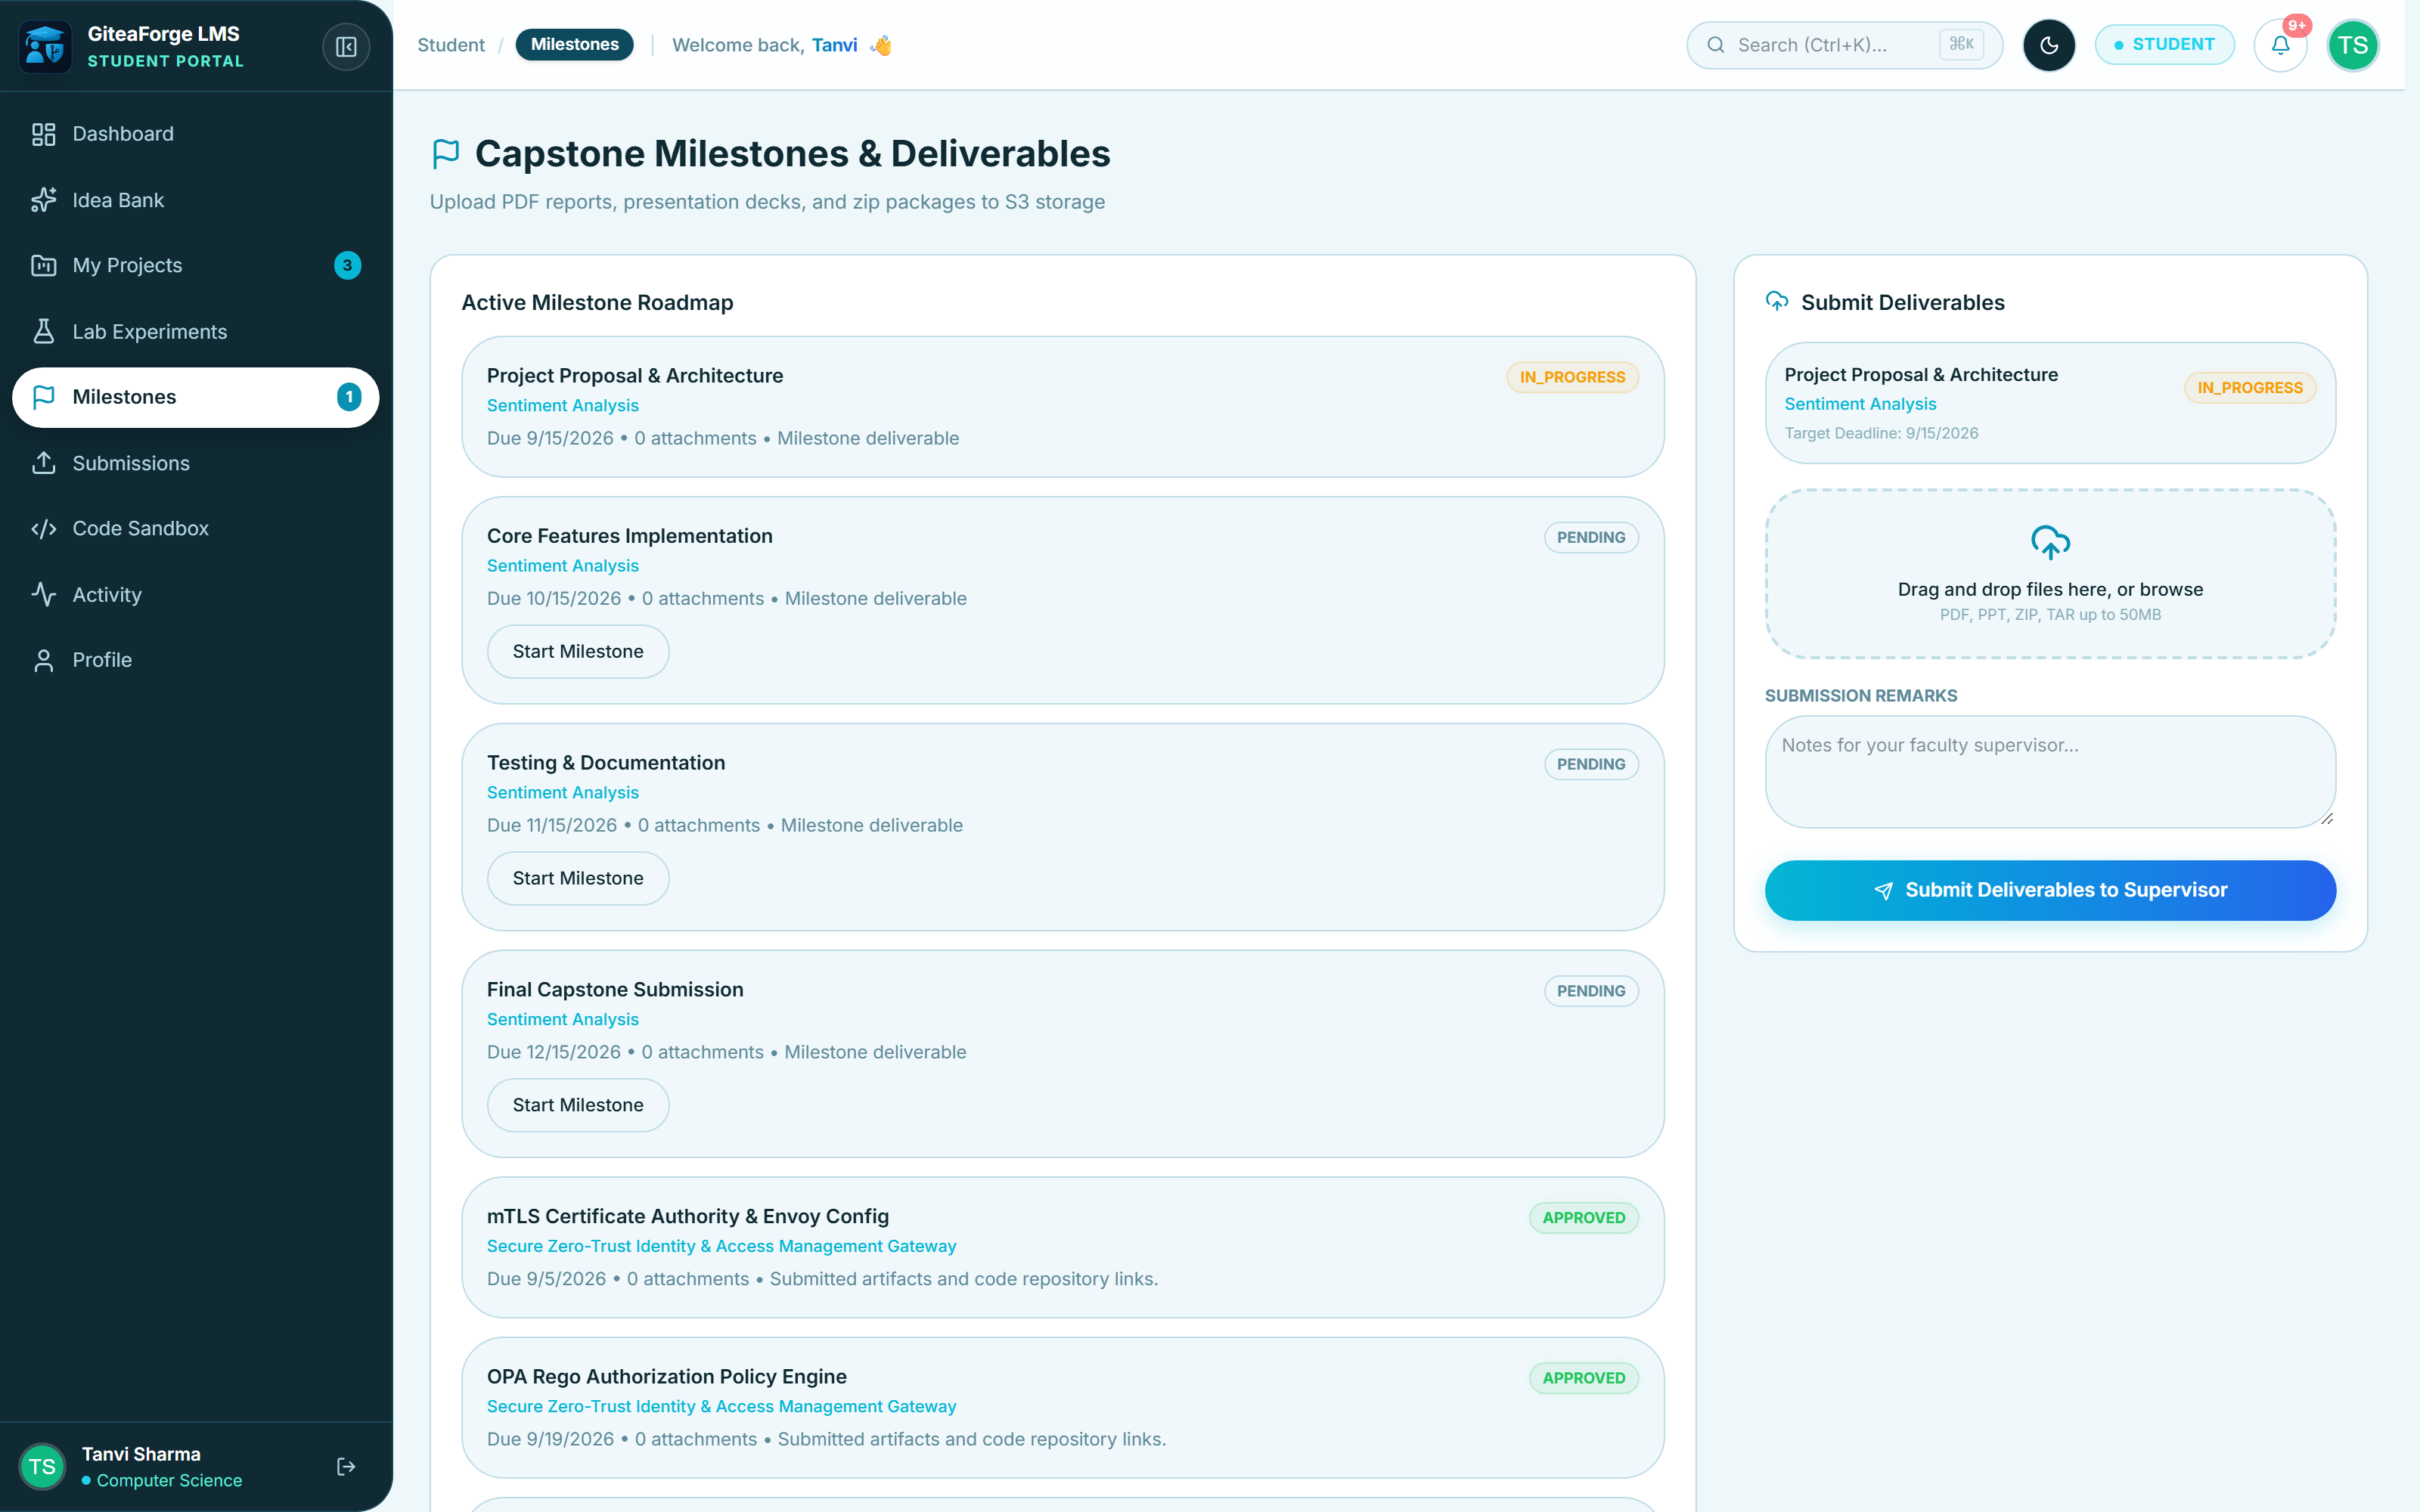 GiteaForge LMS
STUDENT PORTAL
Dashboard
Idea Bank
My Projects
3
Lab Experiments
Milestones
1
Submissions
Code Sandbox
Activity
Profile
TS
Tanvi Sharma
Computer Science
Student / Milestones
Welcome back, Tanvi 👋
Search (Ctrl+K)...
⌘K
STUDENT
9+
TS
Capstone Milestones & Deliverables
Upload PDF reports, presentation decks, and zip packages to S3 storage
Active Milestone Roadmap
Project Proposal & Architecture
IN_PROGRESS
Sentiment Analysis
Due 9/15/2026 • 0 attachments • Milestone deliverable
Core Features Implementation
PENDING
Sentiment Analysis
Due 10/15/2026 • 0 attachments • Milestone deliverable
Start Milestone
Testing & Documentation
PENDING
Sentiment Analysis
Due 11/15/2026 • 0 attachments • Milestone deliverable
Start Milestone
Final Capstone Submission
PENDING
Sentiment Analysis
Due 12/15/2026 • 0 attachments • Milestone deliverable
Start Milestone
mTLS Certificate Authority & Envoy Config
APPROVED
Secure Zero-Trust Identity & Access Management Gateway
Due 9/5/2026 • 0 attachments • Submitted artifacts and code repository links.
OPA Rego Authorization Policy Engine
APPROVED
Secure Zero-Trust Identity & Access Management Gateway
Due 9/19/2026 • 0 attachments • Submitted artifacts and code repository links.
Submit Deliverables
Project Proposal & Architecture
IN_PROGRESS
Sentiment Analysis
Target Deadline: 9/15/2026
Drag and drop files here, or browse
PDF, PPT, ZIP, TAR up to 50MB
SUBMISSION REMARKS
Notes for your faculty supervisor...
Submit Deliverables to Supervisor